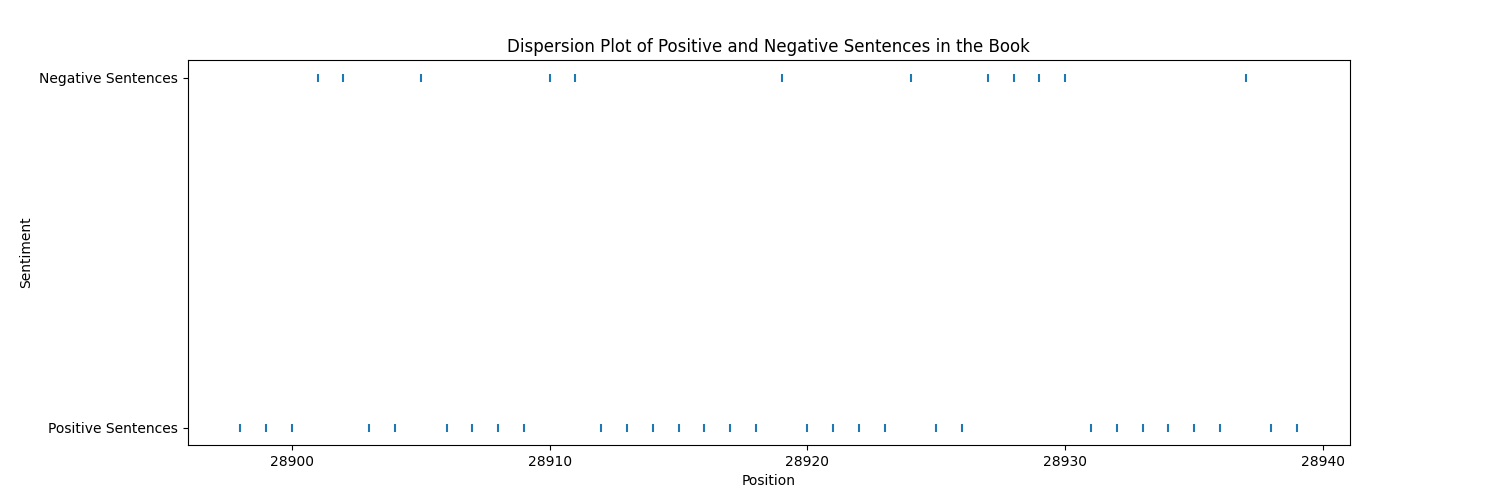 Dispersion Plot of Positive and Negative Sentences in the Book
Negative Sentences
Sentiment
Positive Sentences
28900 28910 28920 28930 28940
Position